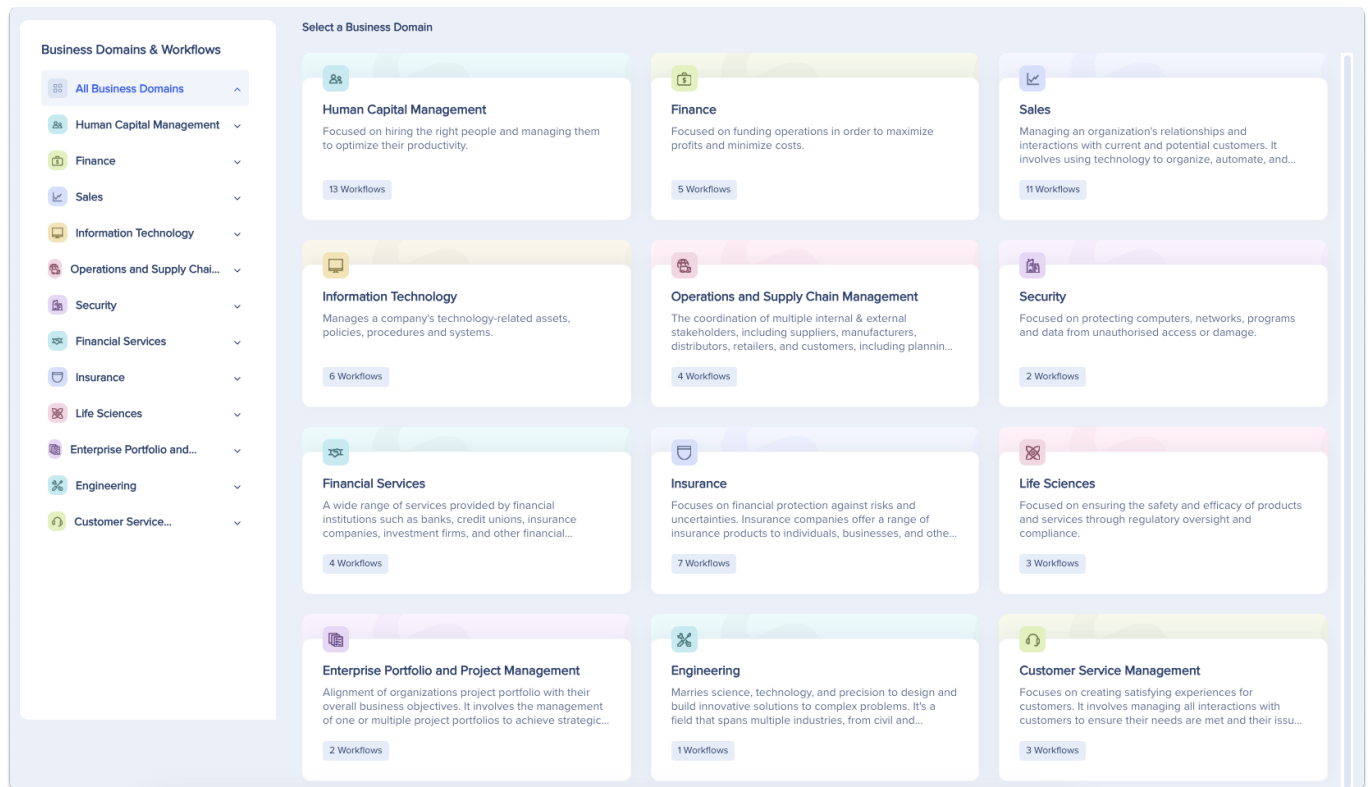 Business Domains & Workflows
All Business Domains
Human Capital Management
Finance
Sales
Information Technology
Operations and Supply Chai...
Security
Financial Services
Insurance
Life Sciences
Enterprise Portfolio and...
Engineering
Customer Service...
Select a Business Domain
Human Capital Management
Focused on hiring the right people and managing them
to optimize their productivity.
13 Workflows
Finance
Focused on funding operations in order to maximize
profits and minimize costs.
5 Workflows
Sales
Managing an organization's relationships and
interactions with current and potential customers. It
involves using technology to organize, automate, and...
11 Workflows
Information Technology
Manages a company's technology-related assets,
policies, procedures and systems.
6 Workflows
Operations and Supply Chain Management
The coordination of multiple internal & external
stakeholders, including suppliers, manufacturers,
distributors, retailers, and customers, including plannin...
4 Workflows
Security
Focused on protecting computers, networks, programs
and data from unauthorised access or damage.
2 Workflows
Financial Services
A wide range of services provided by financial
institutions such as banks, credit unions, insurance
companies, investment firms, and other financial...
4 Workflows
Insurance
Focuses on financial protection against risks and
uncertainties. Insurance companies offer a range of
insurance products to individuals, businesses, and othe...
7 Workflows
Life Sciences
Focused on ensuring the safety and efficacy of products
and services through regulatory oversight and
compliance.
3 Workflows
Enterprise Portfolio and Project Management
Alignment of organizations project portfolio with their
overall business objectives. It involves the management
of one or multiple project portfolios to achieve strategic...
2 Workflows
Engineering
Marries science, technology, and precision to design and
build innovative solutions to complex problems. It's a
field that spans multiple industries, from civil and...
1 Workflows
Customer Service Management
Focuses on creating satisfying experiences for
customers. It involves managing all interactions with
customers to ensure their needs are met and their issu...
3 Workflows